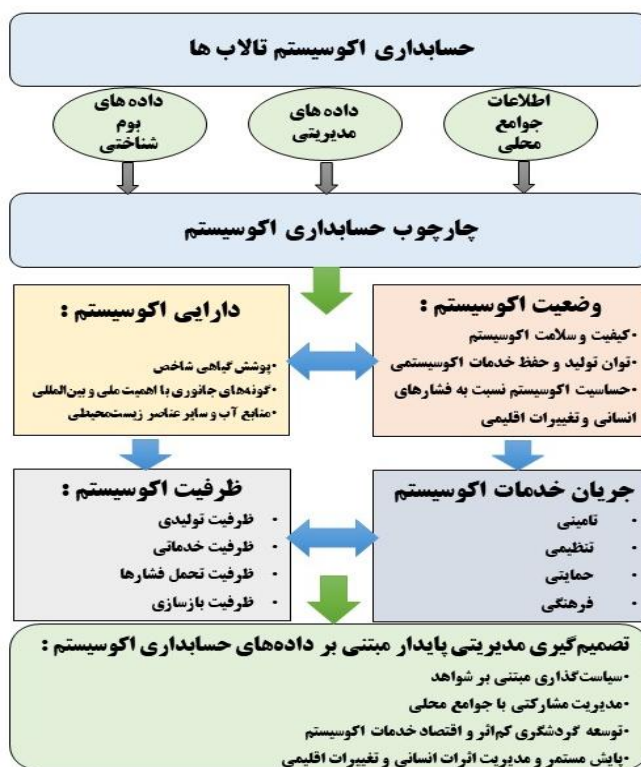 حسابداری اکوسیستم تالاب ها
اطلاعات
جوامع
محلی
داده های
مدیریتی
داده های
بوم
شناختی
چارچوب حسابداری اکوسیستم
وضعیت اکوسیستم :
•کیفیت و سلامت اکوسیستم
•توان تولید و حفظ خدمات اکوسیستمی
•حساسیت اکوسیستم نسبت به فشارهای
انسانی و تغییرات اقلیمی
دارایی اکوسیستم :
•پوشش گیاهی شاخص
•گونه‌های جانوری با اهمیت ملی و بین‌المللی
•منابع آب و سایر عناصر زیست‌محیطی
جریان خدمات اکوسیستم
• تامینی
• تنظیمی
• حمایتی
• فرهنگی
ظرفیت اکوسیستم :
• ظرفیت تولیدی
• ظرفیت خدماتی
• ظرفیت تحمل فشارها
• ظرفیت بازسازی
تصمیم‌گیری مدیریتی پایدار مبتنی بر داده‌های حسابداری اکوسیستم :
•سیاست‌گذاری مبتنی بر شواهد
•مدیریت مشارکتی با جوامع محلی
•توسعه گردشگری کم‌اثر و اقتصاد خدمات اکوسیستم
•پایش مستمر و مدیریت اثرات انسانی و تغییرات اقلیمی